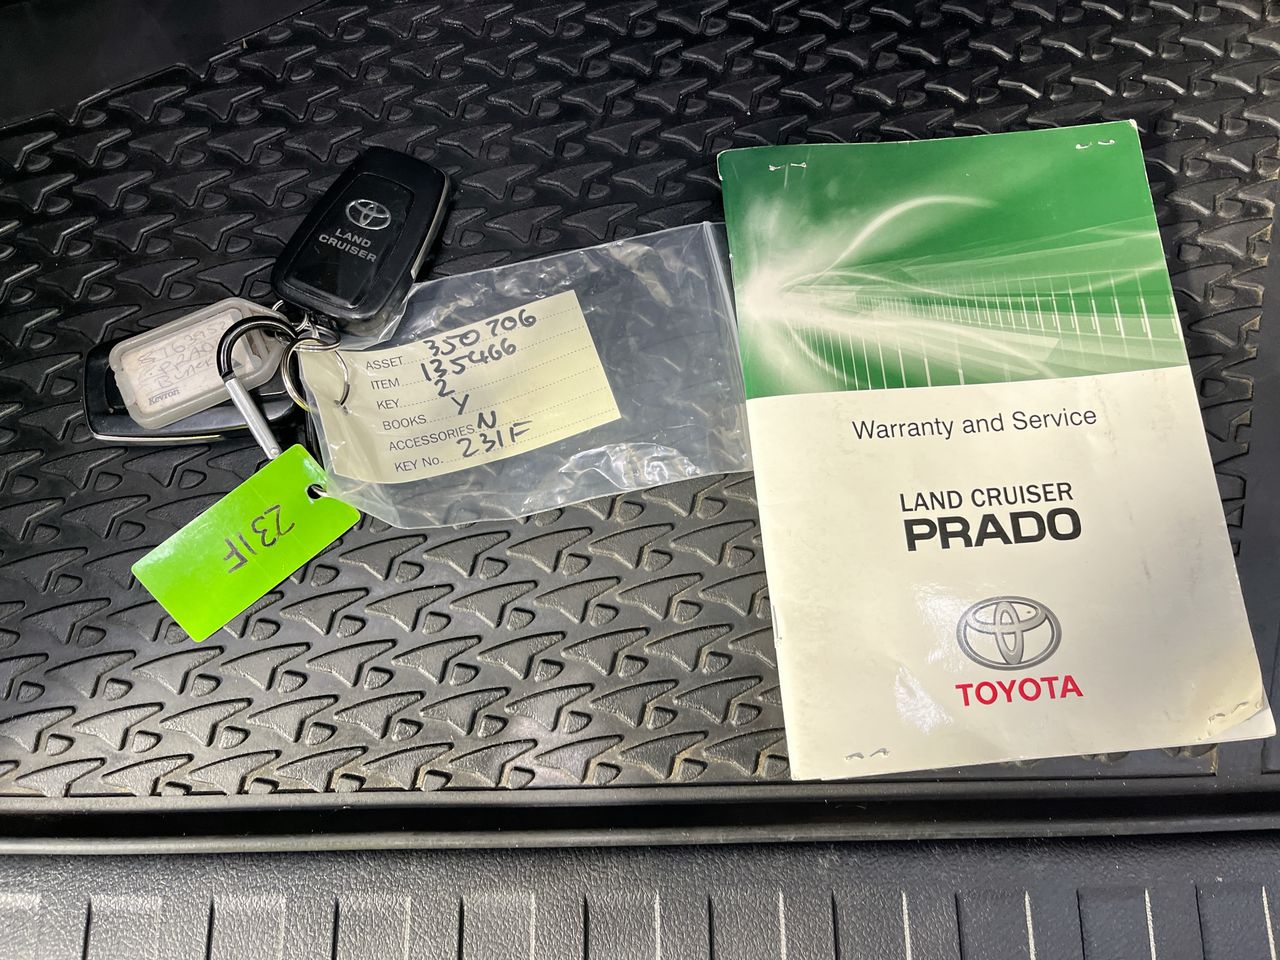 LAND
CRUISER
Kevron
ASSET 350706
ITEM 135466
KEY 2
BOOKS Y
ACCESSORIES N
KEY No. 231F
231F
Warranty and Service
LAND CRUISER
PRADO
TOYOTA